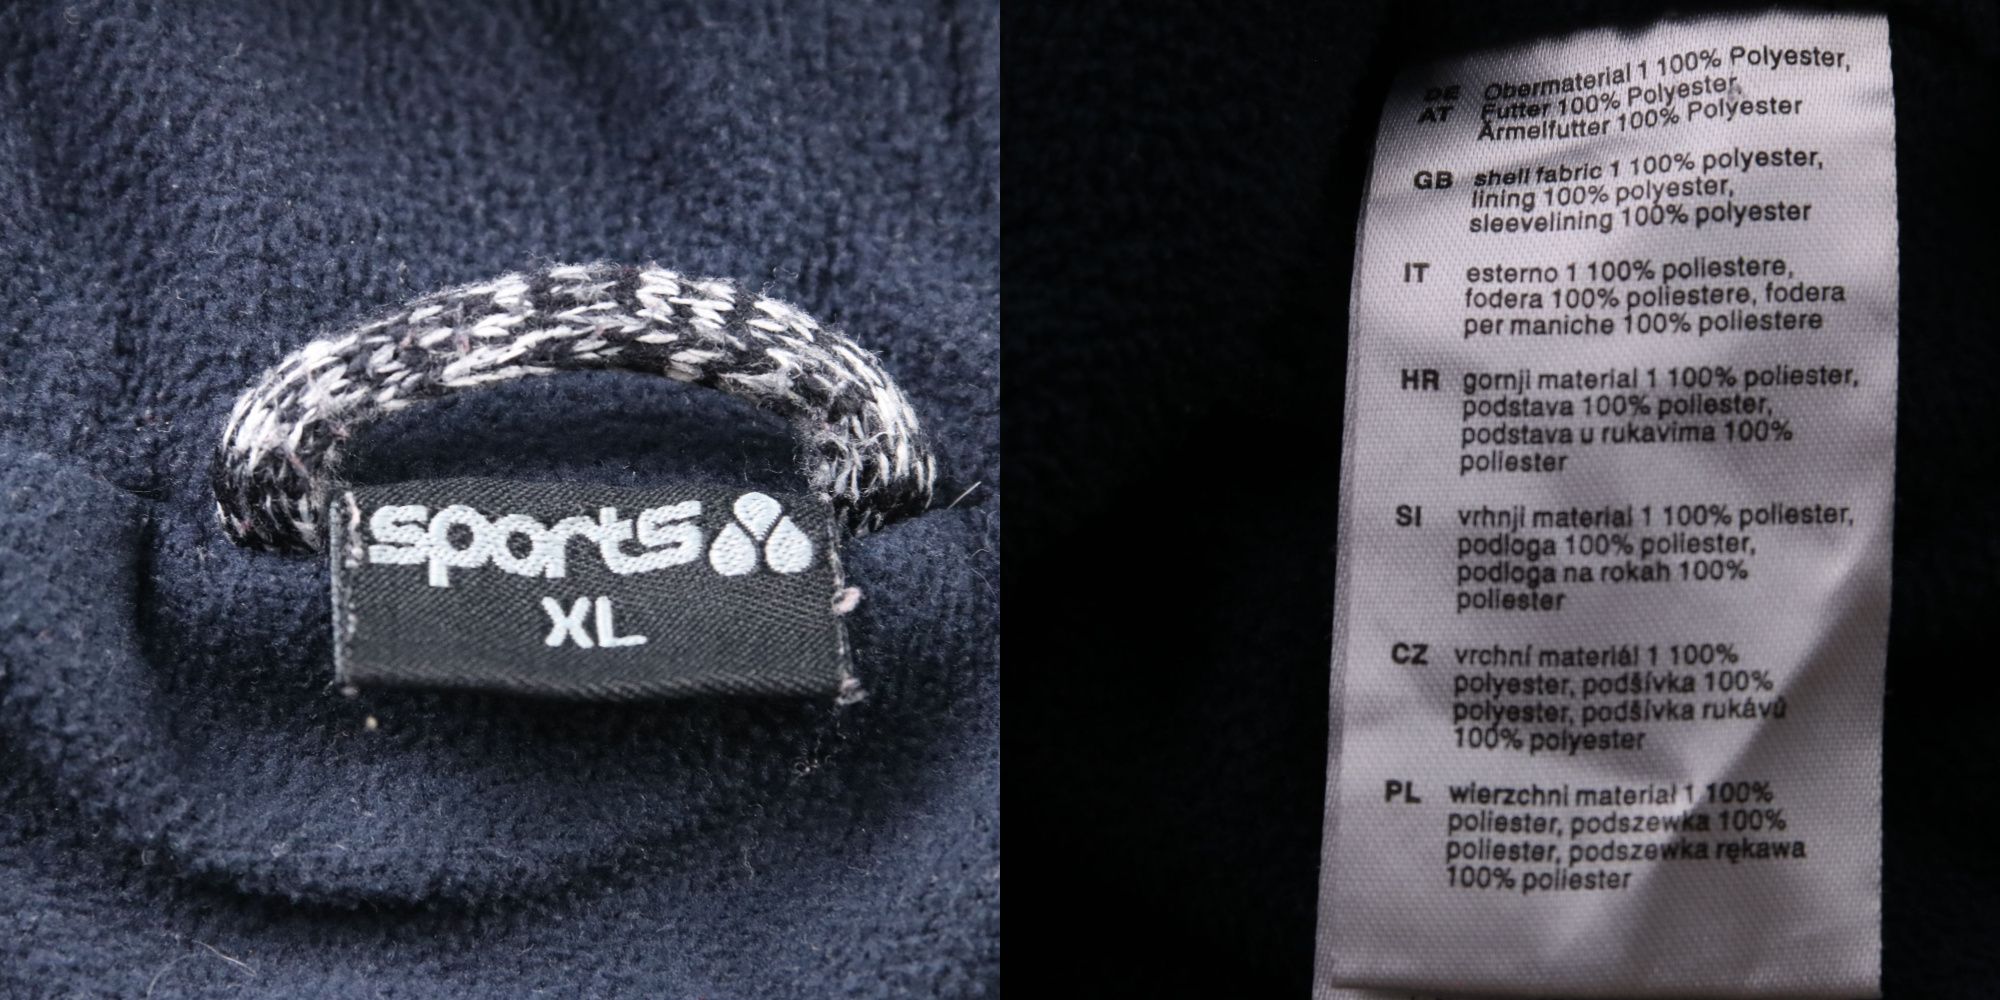 sports
XL
DE Obermaterial 1 100% Polyester,
AT Futter 100% Polyester,
Ärmelfutter 100% Polyester
GB shell fabric 1 100% polyester,
lining 100% polyester,
sleevelining 100% polyester
IT esterno 1 100% poliestere,
fodera 100% poliestere, fodera
per maniche 100% poliestere
HR gornji material 1 100% poliester,
podstava 100% poliester,
podstava u rukavima 100%
poliester
SI vrhnji material 1 100% poliester,
podloga 100% poliester,
podloga na rokah 100%
poliester
CZ vrchní materiál 1 100%
polyester, podšívka 100%
polyester, podšívka rukávů
100% polyester
PL wierzchni materiał 1 100%
poliester, podszewka 100%
poliester, podszewka rękawa
100% poliester